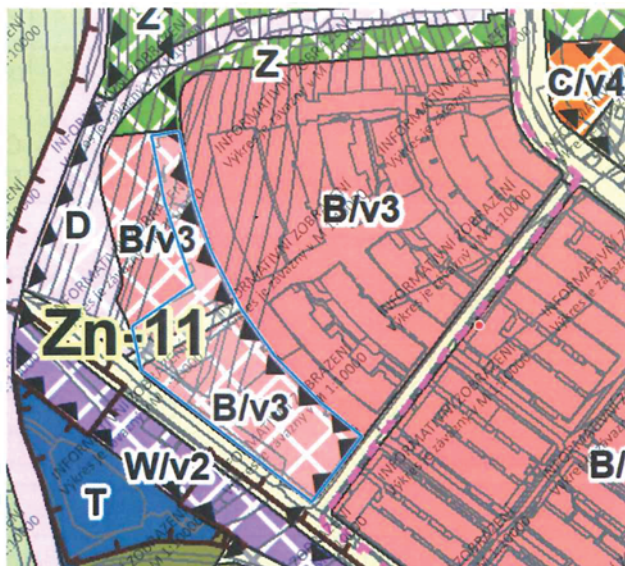 Z
Z
C/v4
D
B/v3
B/v3
Zn-11
B/v3
W/v2
B/
T
INFORMATIVNÍ ZOBRAZENÍ
Výkres je závazný v M 1:10000